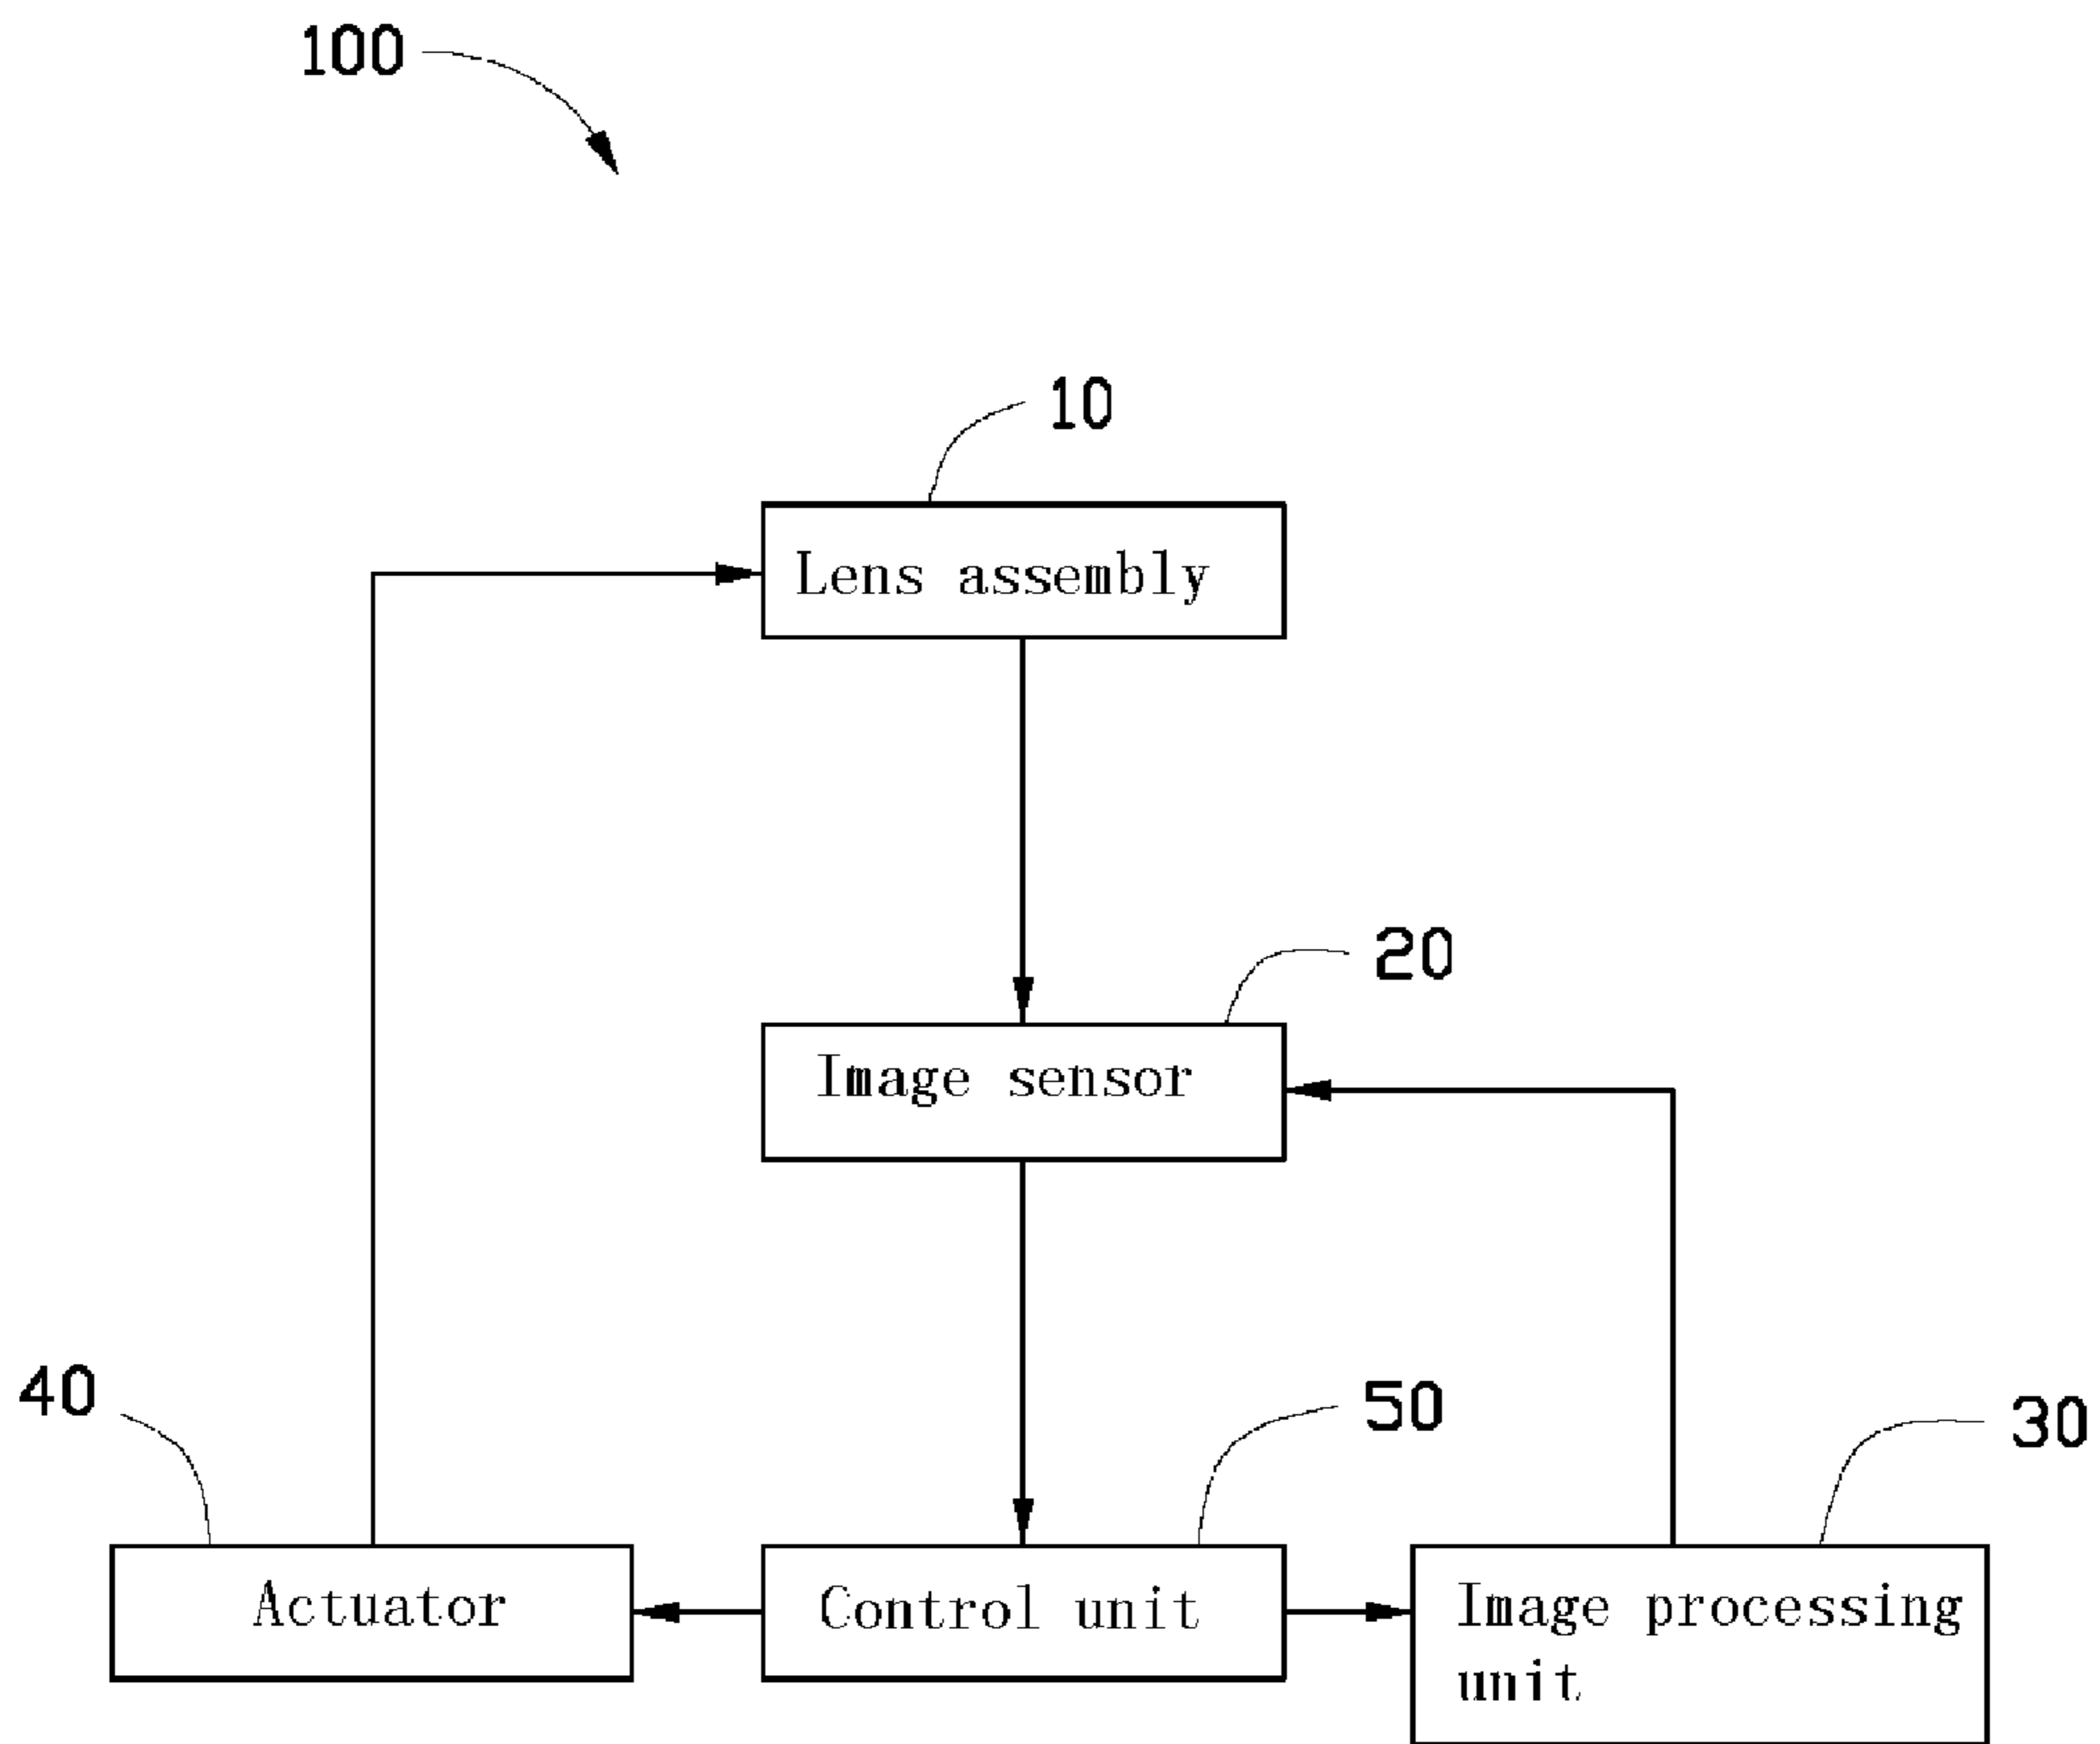 100
10
Lens assembly
20
Image sensor
40
50
30
Actuator
Control unit
Image processing
unit